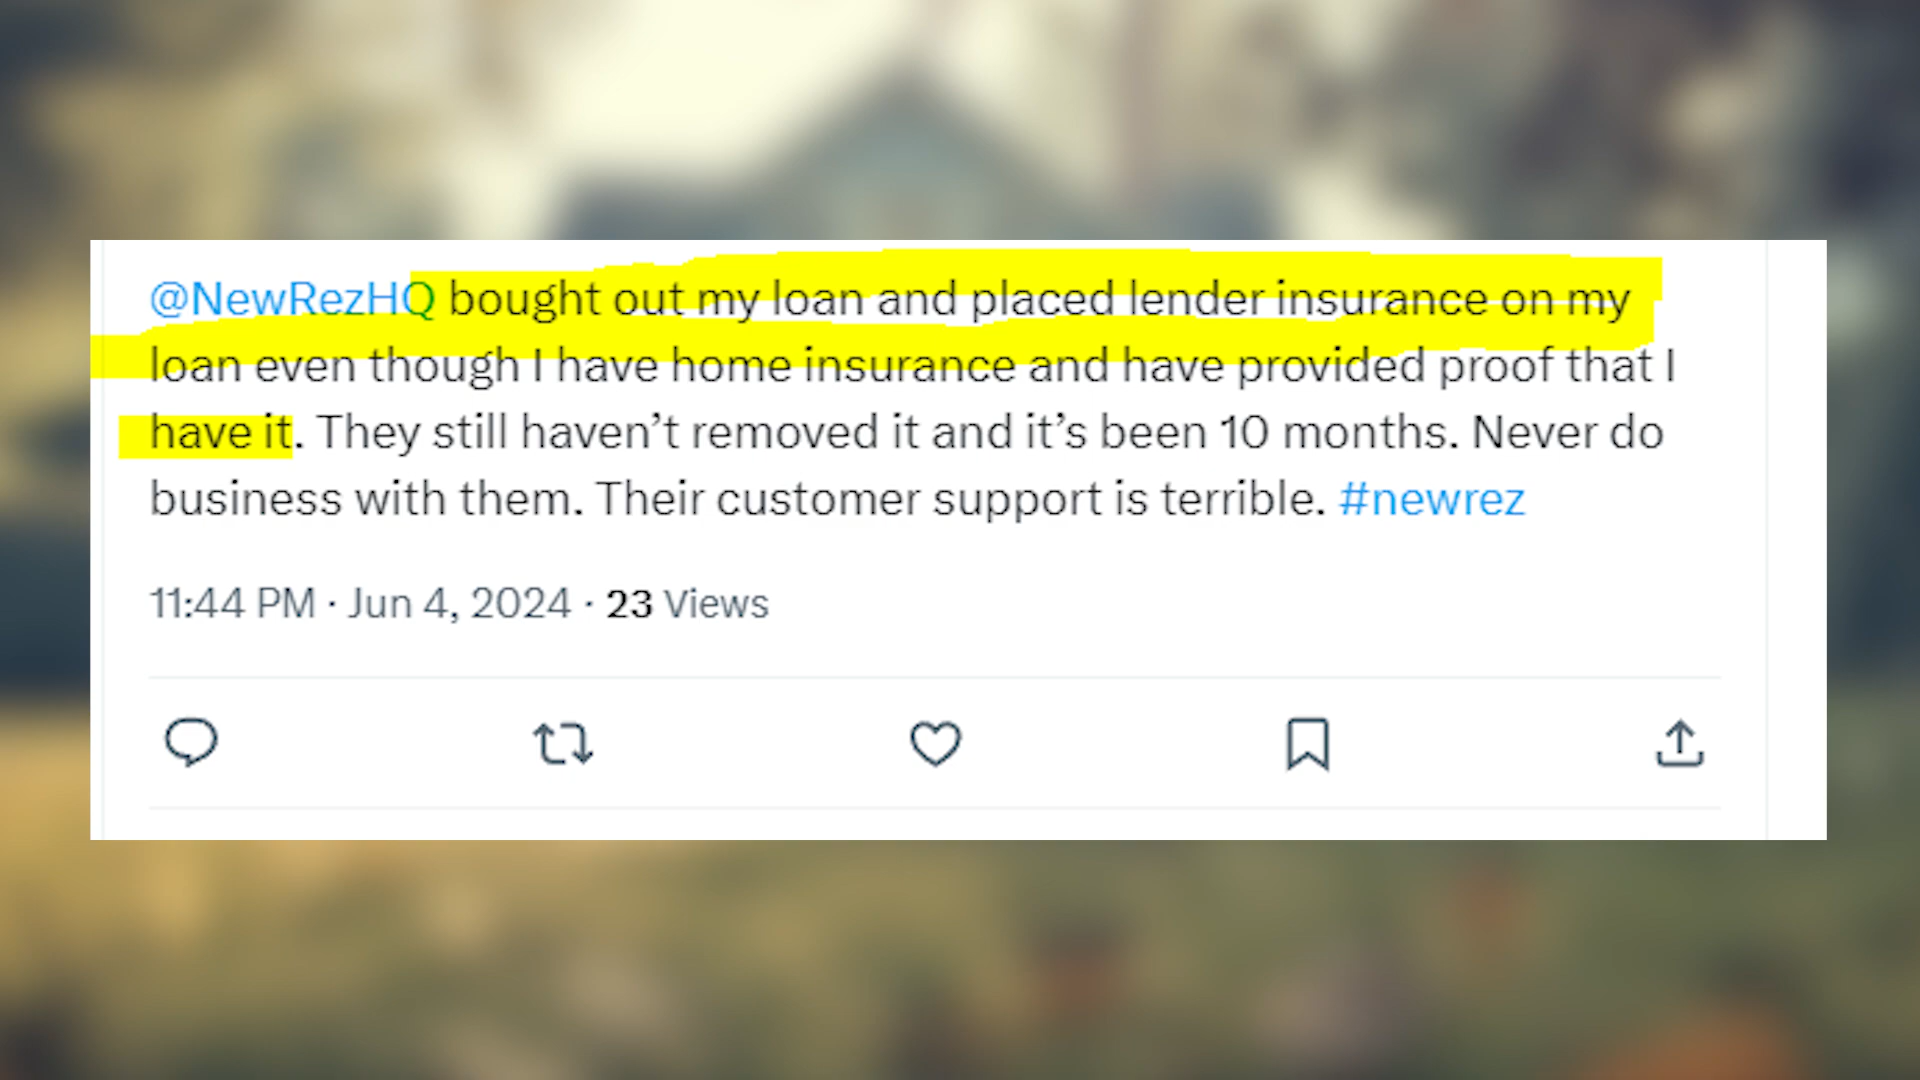 @NewRezHQ bought out my loan and placed lender insurance on my
loan even though I have home insurance and have provided proof that I
have it. They still haven’t removed it and it’s been 10 months. Never do
business with them. Their customer support is terrible. #newrez
11:44 PM · Jun 4, 2024 · 23 Views